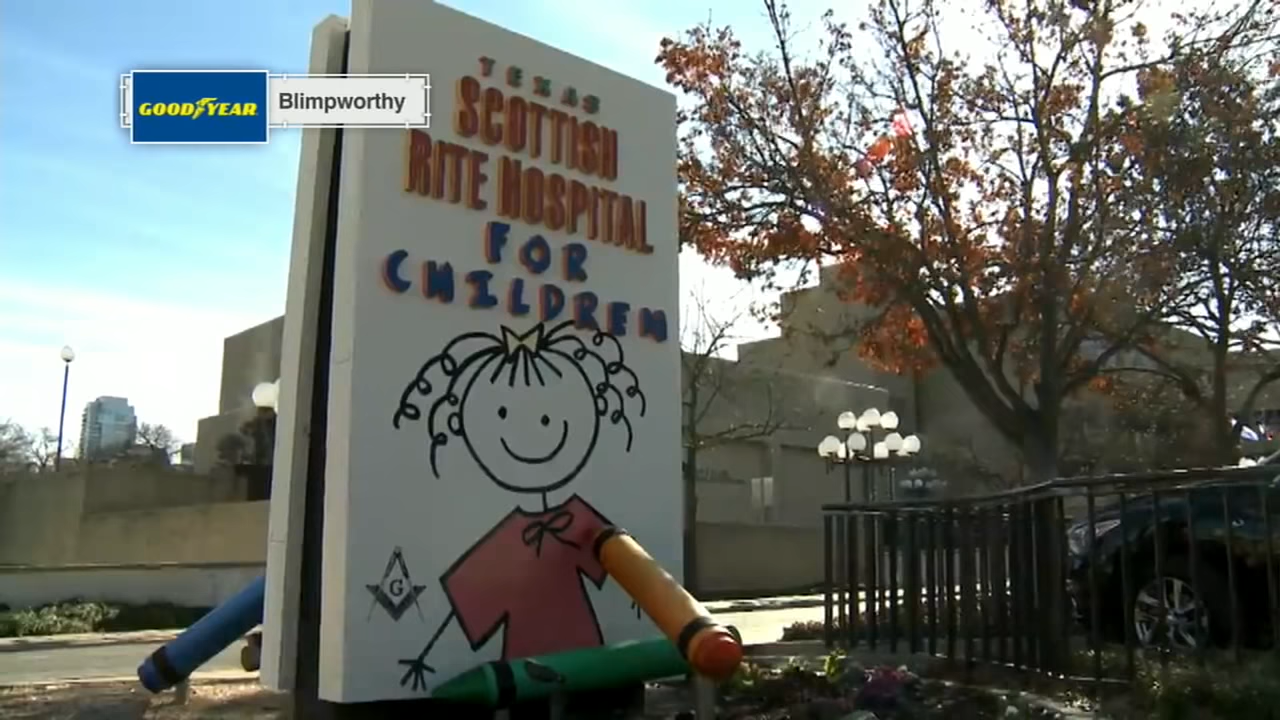 GOODYEAR Blimpworthy
TEXAS
SCOTTISH
RITE HOSPITAL
FOR
CHILDREN
G